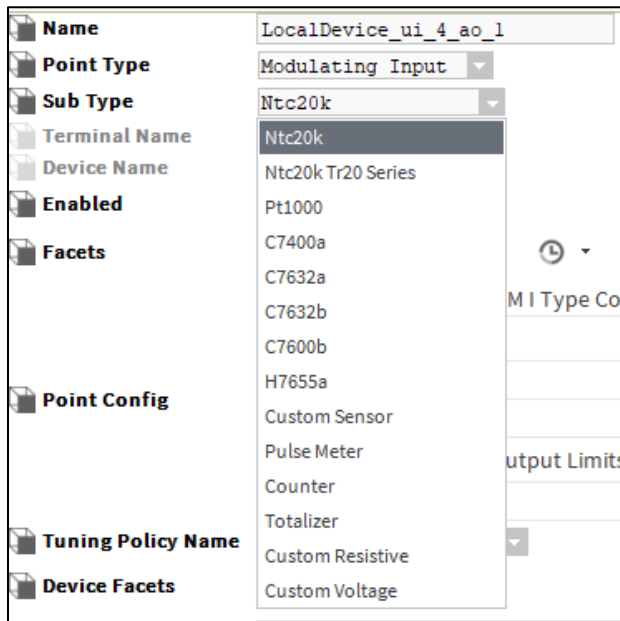 Name LocalDevice_ui_4_ao_1
Point Type Modulating Input
Sub Type Ntc20k
Terminal Name Ntc20k
Device Name Ntc20k Tr20 Series
Enabled Pt1000
C7400a
Facets
C7632a
M I Type Co
C7632b
C7600b
H7655a
Point Config
Custom Sensor
Pulse Meter
utput Limits
Counter
Totalizer
Tuning Policy Name
Custom Resistive
Device Facets Custom Voltage